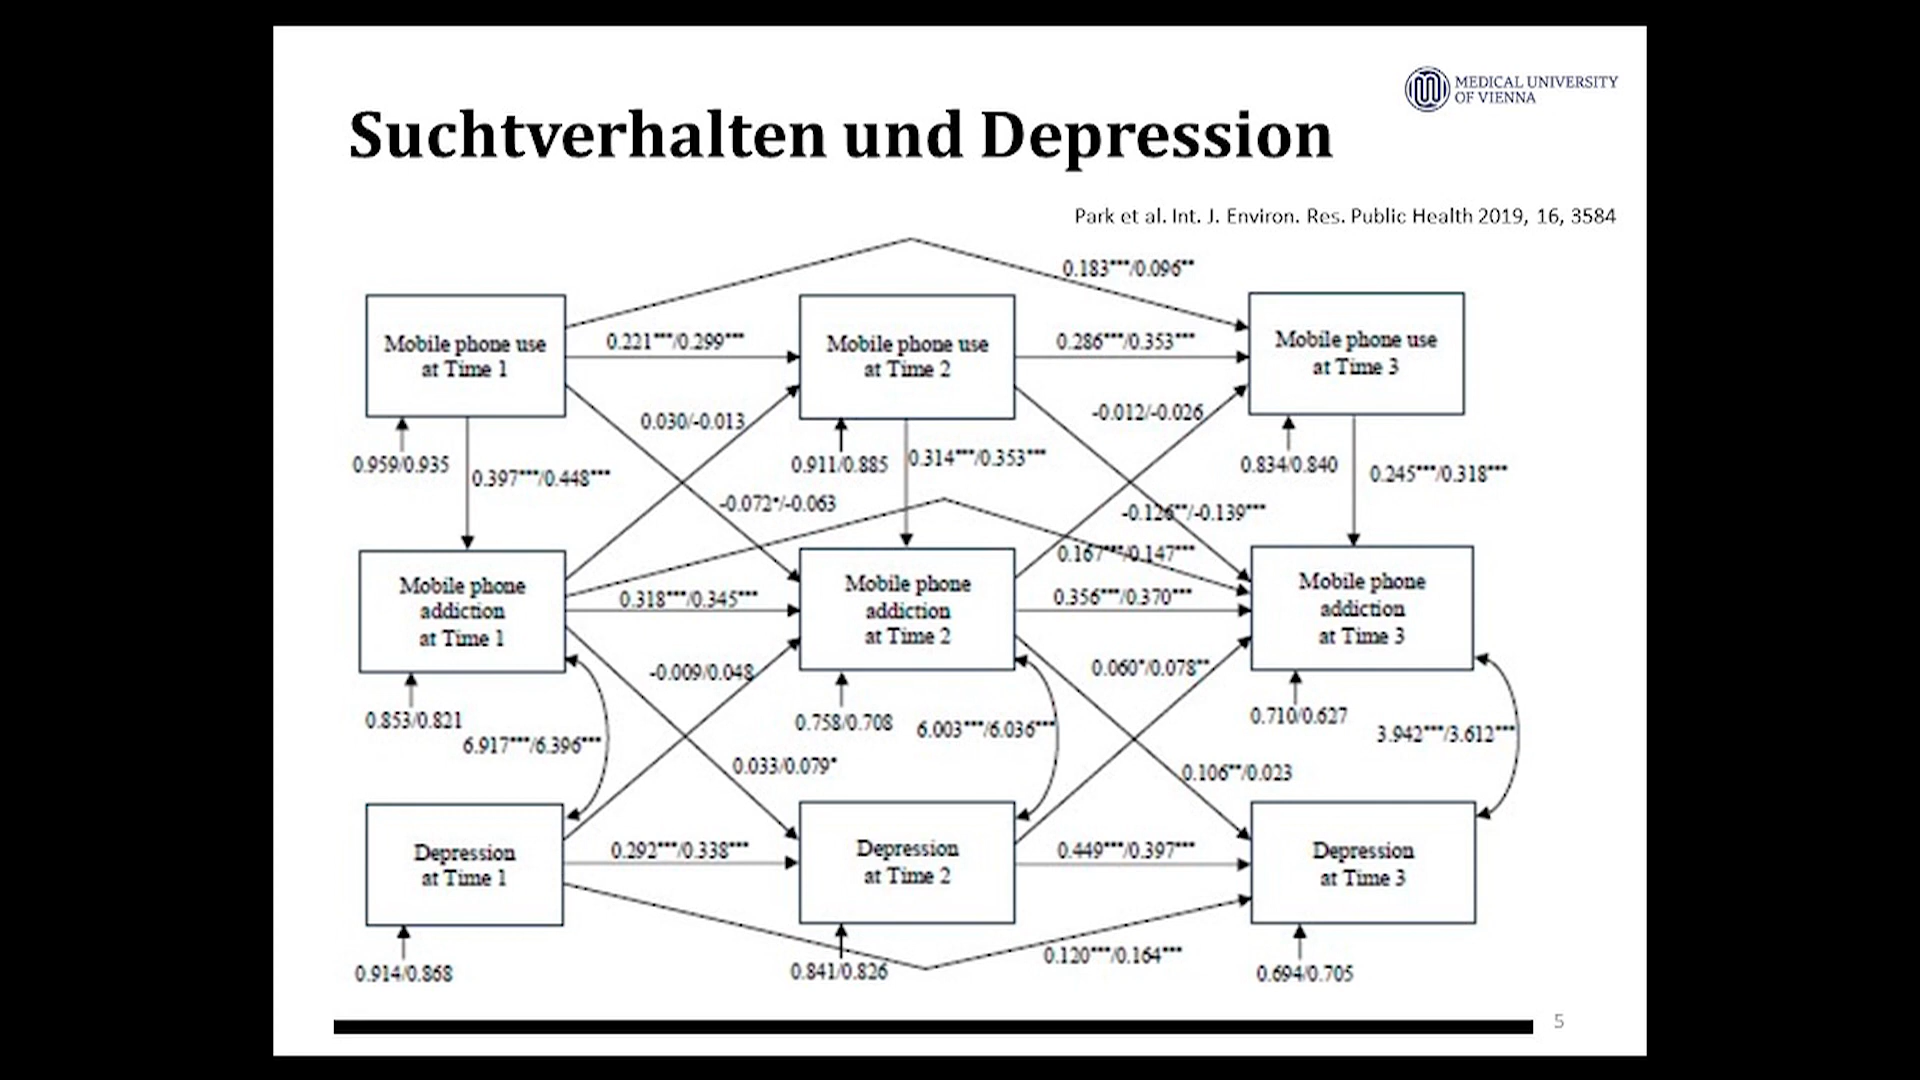 MEDICAL UNIVERSITY
OF VIENNA
Suchtverhalten und Depression
Park et al. Int. J. Environ. Res. Public Health 2019, 16, 3584
0.183***/0.096**
Mobile phone use
at Time 1
0.221***/0.299***
Mobile phone use
at Time 2
0.286***/0.353***
Mobile phone use
at Time 3
0.030/-0.013
-0.012/-0.026
0.959/0.935
0.397***/0.448***
0.911/0.885
0.314***/0.353***
0.834/0.840
0.245***/0.318***
-0.072*/-0.063
-0.126**/-0.139***
0.167***/0.147***
Mobile phone
addiction
at Time 1
0.318***/0.345***
Mobile phone
addiction
at Time 2
0.356***/0.370***
Mobile phone
addiction
at Time 3
-0.009/0.048
0.060*/0.078**
0.853/0.821
6.917***/6.396***
0.758/0.708
6.003***/6.036***
0.710/0.627
3.942***/3.612***
0.033/0.079*
0.106**/0.023
Depression
at Time 1
0.292***/0.338***
Depression
at Time 2
0.449***/0.397***
Depression
at Time 3
0.120***/0.164***
0.914/0.868
0.841/0.826
0.694/0.705
5